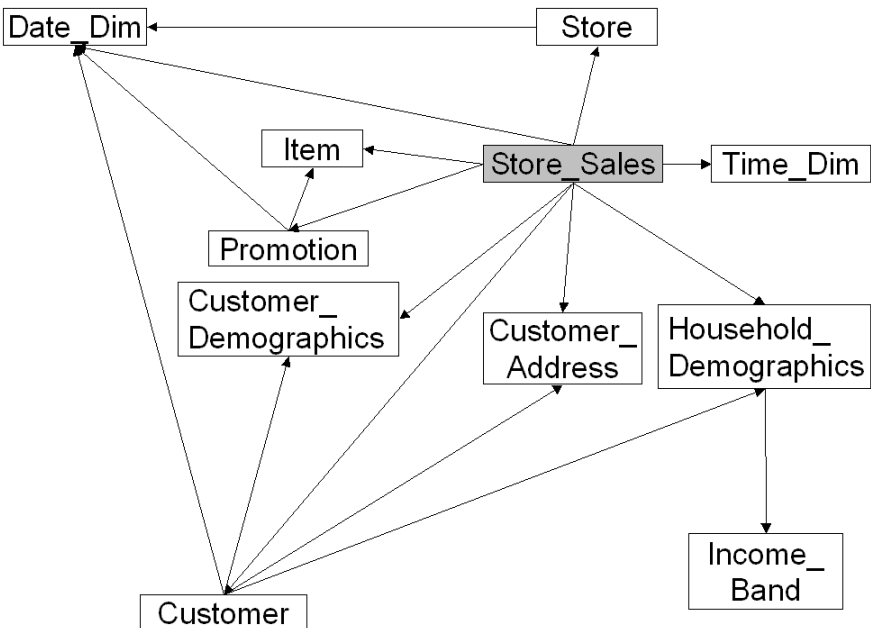 Date_Dim
Store
Item
Store_Sales
Time_Dim
Promotion
Customer_
Demographics
Customer_
Address
Household_
Demographics
Income_
Band
Customer